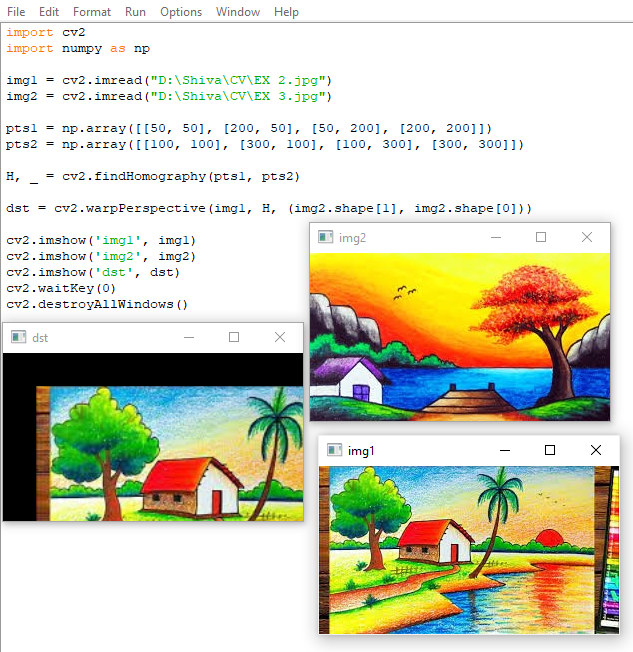 File Edit Format Run Options Window Help
import cv2
import numpy as np
img1 = cv2.imread("D:\Shiva\CV\EX 2.jpg")
img2 = cv2.imread("D:\Shiva\CV\EX 3.jpg")
pts1 = np.array([[50, 50], [200, 50], [50, 200], [200, 200]])
pts2 = np.array([[100, 100], [300, 100], [100, 300], [300, 300]])
H, _ = cv2.findHomography(pts1, pts2)
dst = cv2.warpPerspective(img1, H, (img2.shape[1], img2.shape[0]))
cv2.imshow('img1', img1)
cv2.imshow('img2', img2)
cv2.imshow('dst', dst)
cv2.waitKey(0)
cv2.destroyAllWindows()
img2
dst
img1